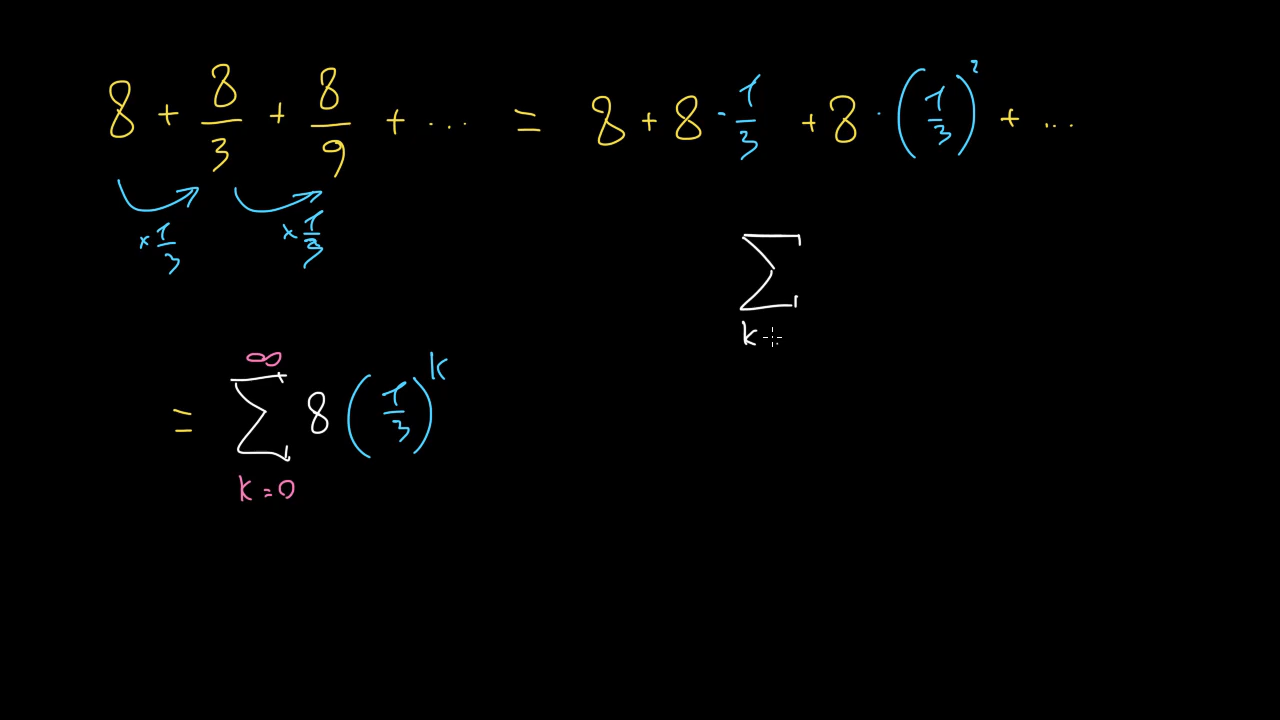 8 + 8/3 + 8/9 + ... = 8 + 8 · 1/3 + 8 · (1/3)² + ...
× 1/3 × 1/3
∑ k -
= ∑ k=0 ∞ 8 (1/3)^k